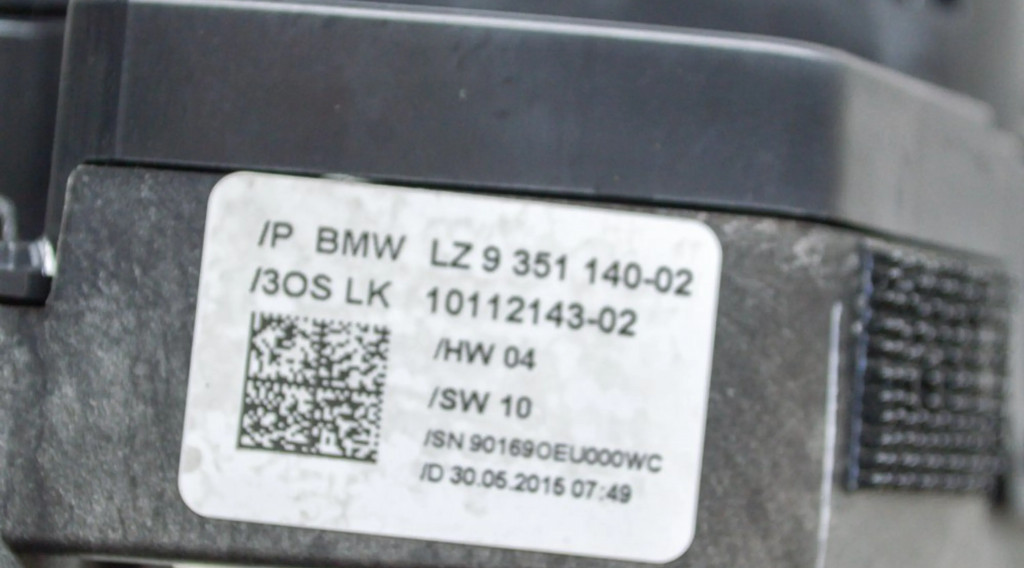 /P BMW LZ 9 351 140-02
/3OS LK 10112143-02
/HW 04
/SW 10
/SN 90169OEU000WC
/D 30.05.2015 07:49